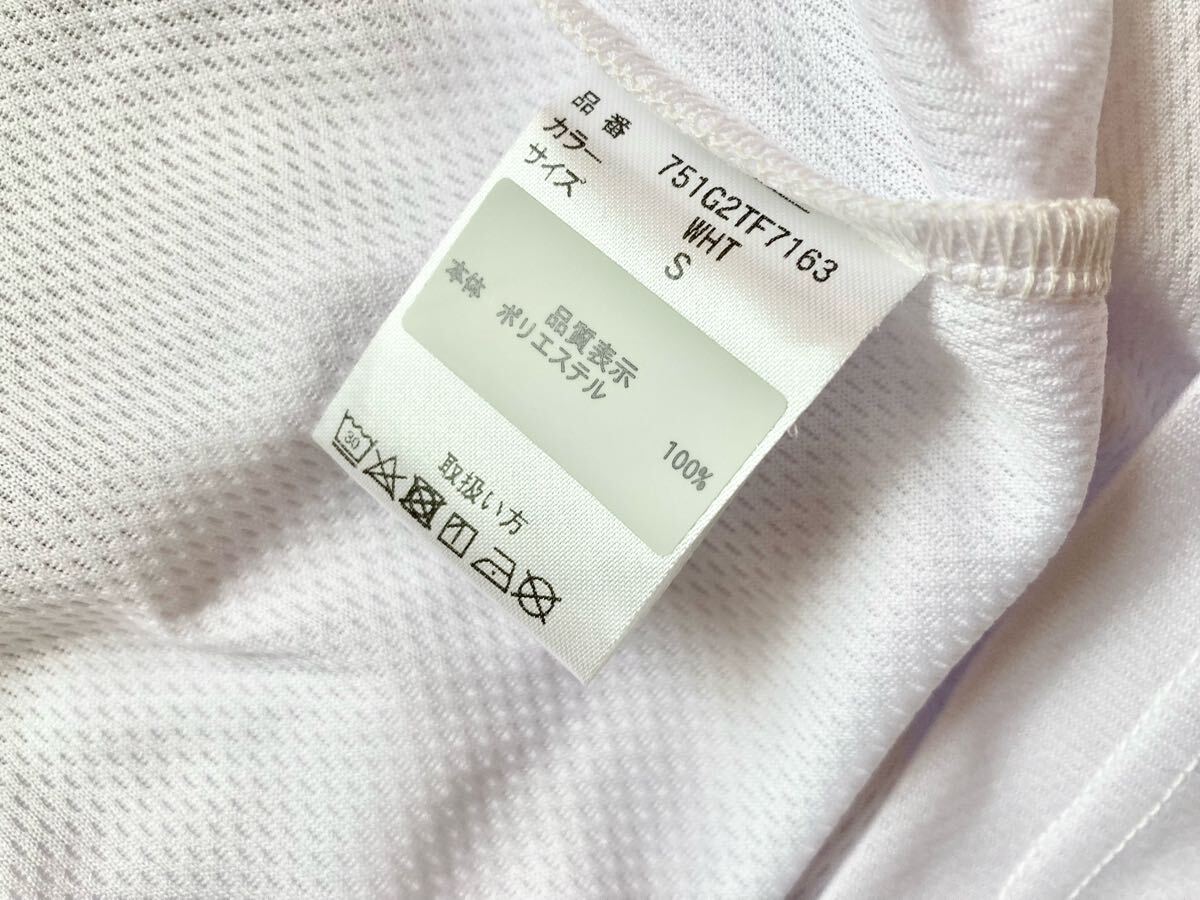 品番 751G2TF7163
カラー WHT
サイズ S
品質表示
本体 ポリエステル 100%
取扱い方
30